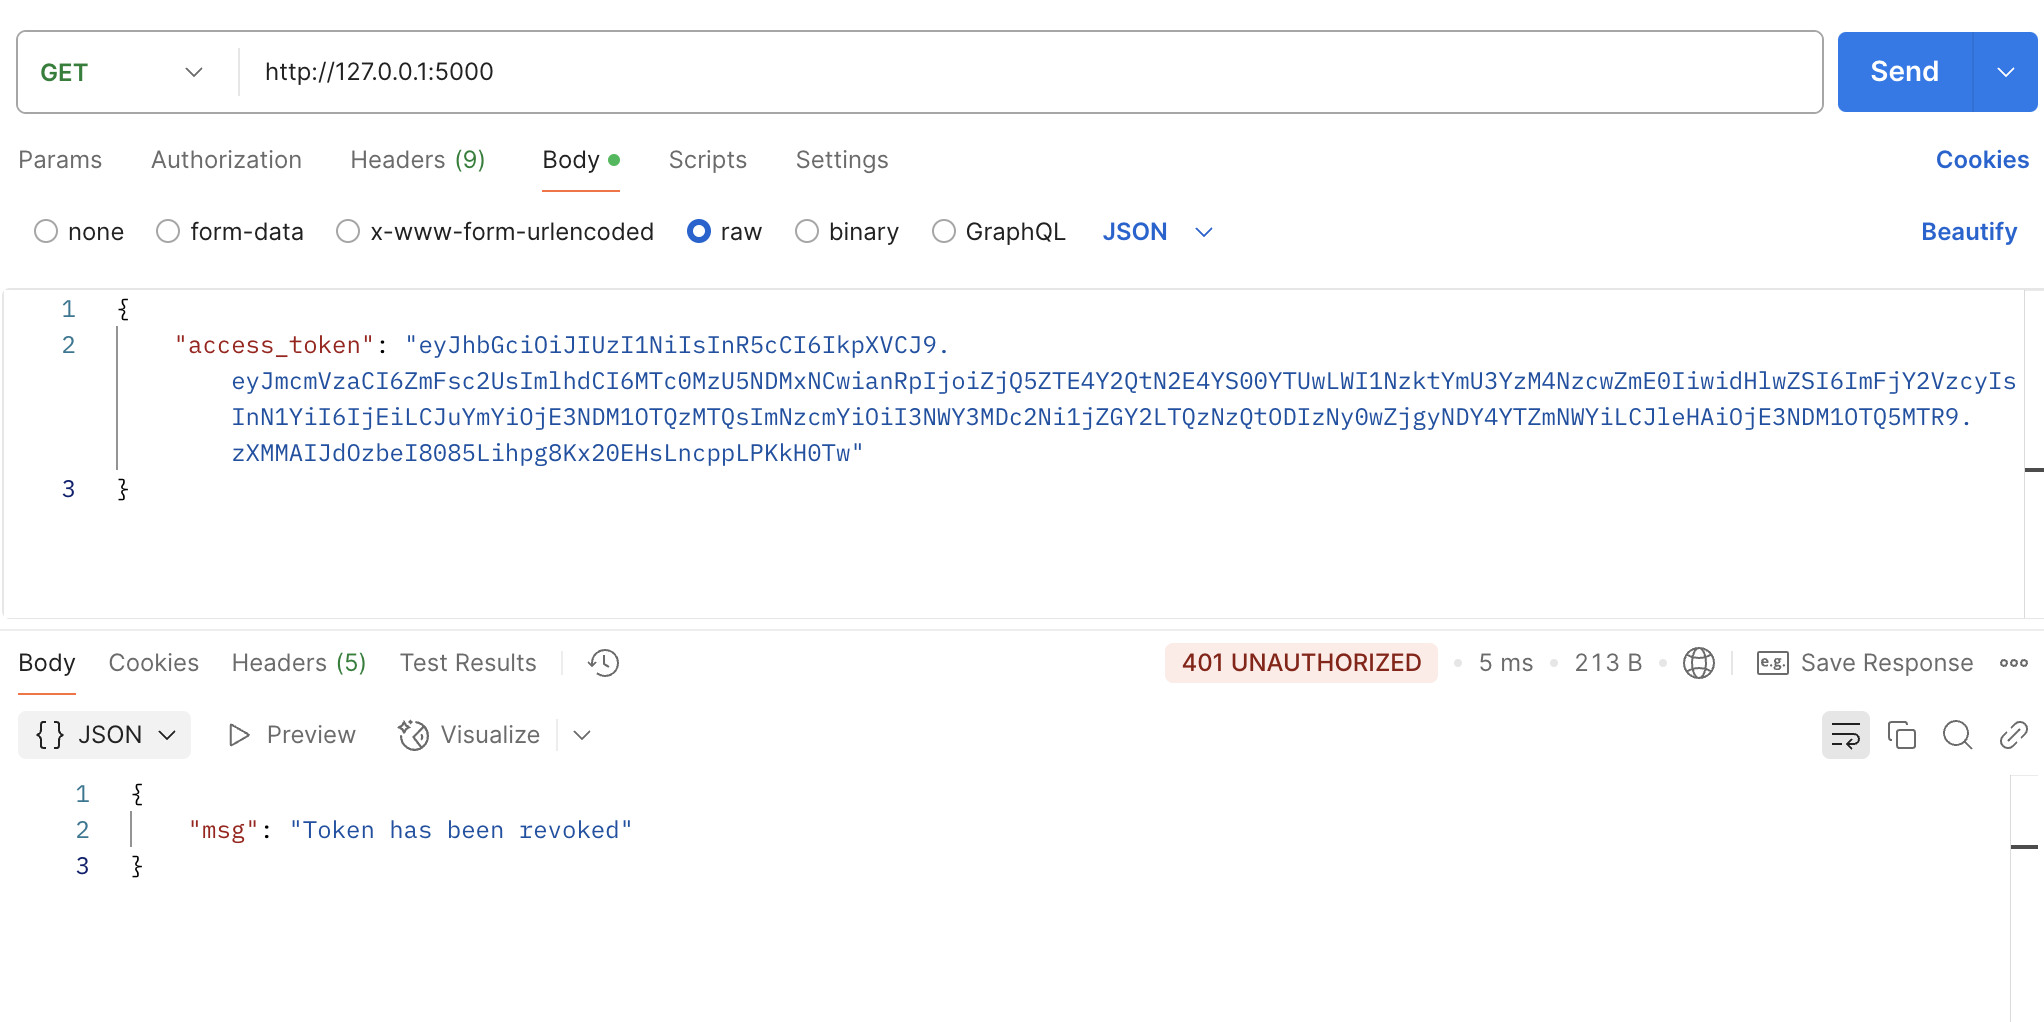 GET http://127.0.0.1:5000 Send
Params Authorization Headers (9) Body Scripts Settings Cookies
none form-data x-www-form-urlencoded raw binary GraphQL JSON Beautify
1 {
2 "access_token": "eyJhbGciOiJIUzI1NiIsInR5cCI6IkpXVCJ9.
eyJmcmVzaCI6ZmFsc2UsImlhdCI6MTc0MzU5NDMxNCwianRpIjoiZjQ5ZTE4Y2QtN2E4YS00YTUwLWI1NzktYmU3YzM4NzcwZmE0IiwidHlwZSI6ImFjY2VzcyIs
InN1YiI6IjEiLCJuYmYiOjE3NDM1OTQzMTQsImNzcmYiOiI3NWY3MDc2Ni1jZGY2LTQzNzQtODIzNy0wZjgyNDY4YTZmNWYiLCJleHAiOjE3NDM1OTQ5MTR9.
zXMMAIJdOzbeI8085Lihpg8Kx20EHsLncppLPKkH0Tw"
3 }
Body Cookies Headers (5) Test Results 401 UNAUTHORIZED 5 ms 213 B e.g. Save Response
{} JSON Preview Visualize
1 {
2 "msg": "Token has been revoked"
3 }